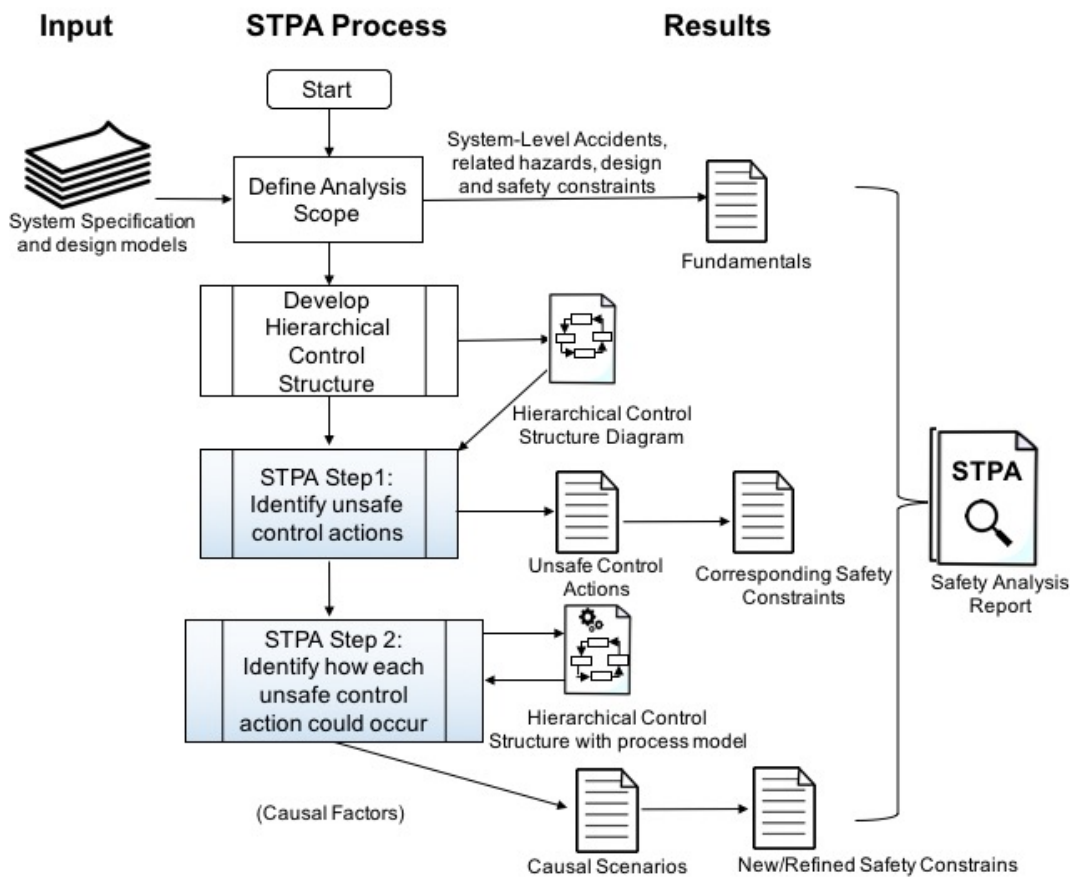 Input
STPA Process
Results
Start
System-Level Accidents,
related hazards, design
and safety constraints
Define Analysis
Scope
System Specification
and design models
Fundamentals
Develop
Hierarchical
Control
Structure
Hierarchical Control
Structure Diagram
STPA Step1:
Identify unsafe
control actions
Unsafe Control
Actions
Corresponding Safety
Constraints
STPA
Safety Analysis
Report
STPA Step 2:
Identify how each
unsafe control
action could occur
Hierarchical Control
Structure with process model
(Causal Factors)
Causal Scenarios
New/Refined Safety Constrains